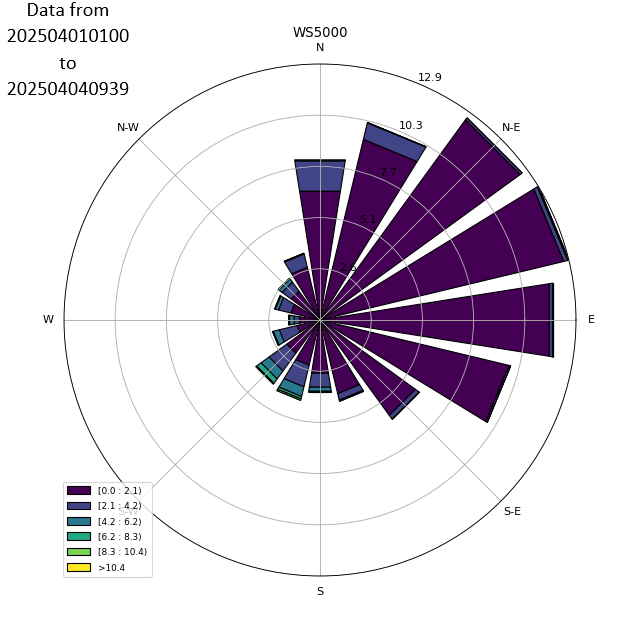 Data from
202504010100
to
202504040939
WS5000
N
12.9
10.3
7.7
5.1
2.6
N-W
N-E
W
E
S-W
S-E
S
[0.0 : 2.1)
[2.1 : 4.2)
[4.2 : 6.2)
[6.2 : 8.3)
[8.3 : 10.4)
>10.4